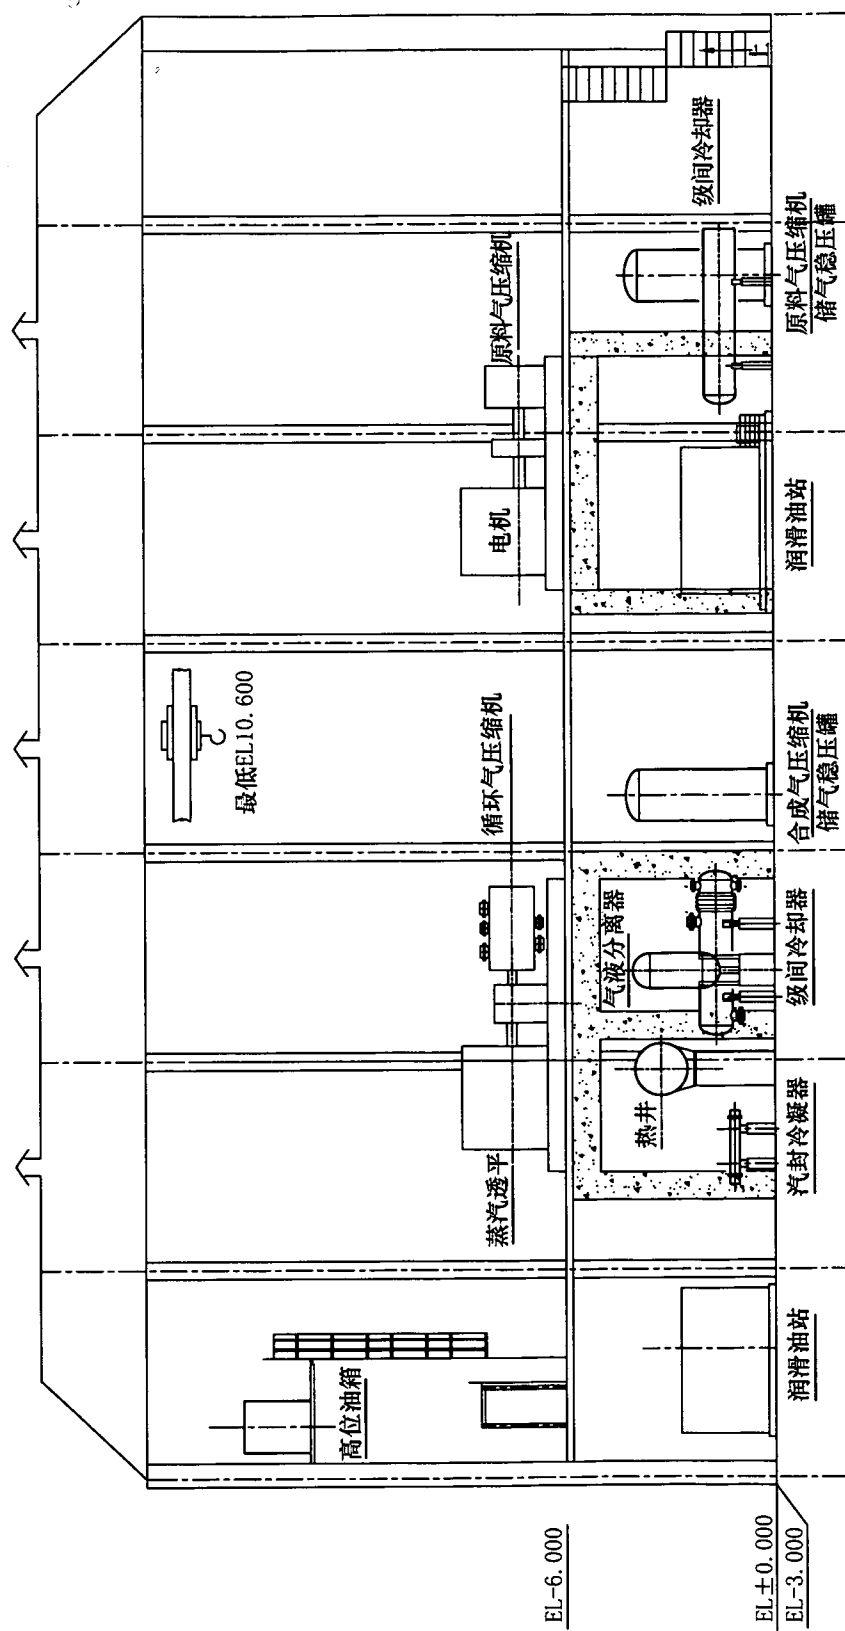 最低EL10.600
高位油箱
蒸汽透平
循环气压缩机
电机
原料气压缩机
热井
气液分离器
级间冷却器
EL-6.000
EL±0.000
EL-3.000
润滑油站
汽封冷凝器
级间冷却器
合成气压缩机
储气稳压罐
润滑油站
原料气压缩机
储气稳压罐